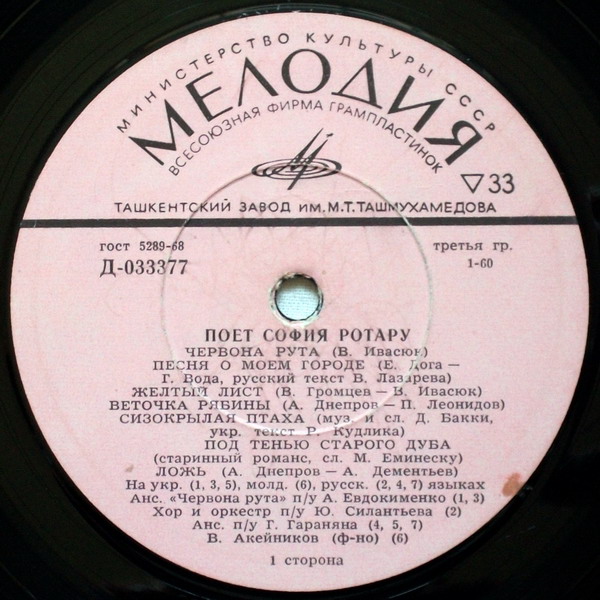 МИНИСТЕРСТВО КУЛЬТУРЫ СССР
МЕЛОДИЯ
ВСЕСОЮЗНАЯ ФИРМА ГРАМПЛАСТИНОК
▽33
ТАШКЕНТСКИЙ ЗАВОД им. М.Т.ТАШМУХАМЕДОВА
гост 5289-68
третья гр.
Д-033377
1-60
ПОЕТ СОФИЯ РОТАРУ
ЧЕРВОНА РУТА (В. Ивасюк)
ПЕСНЯ О МОЕМ ГОРОДЕ (Е. Дога —
Г. Вода, русский текст В. Лазарева)
ЖЕЛТЫЙ ЛИСТ (В. Громцев — В. Ивасюк)
ВЕТОЧКА РЯБИНЫ (А. Днепров — П. Леонидов)
СИЗОКРЫЛАЯ ПТАХА (муз. и сл. Д. Бакки,
укр. текст Р. Кудлика)
ПОД ТЕНЬЮ СТАРОГО ДУБА
(старинный романс, сл. М. Еминеску)
ЛОЖЬ (А. Днепров — А. Дементьев)
На укр. (1, 3, 5), молд. (6), русск. (2, 4, 7) языках
Анс. «Червона рута» п/у А. Евдокименко (1, 3)
Хор и оркестр п/у Ю. Силантьева (2)
Анс. п/у Г. Гараняна (4, 5, 7)
В. Акейников (ф-но) (6)
1 сторона